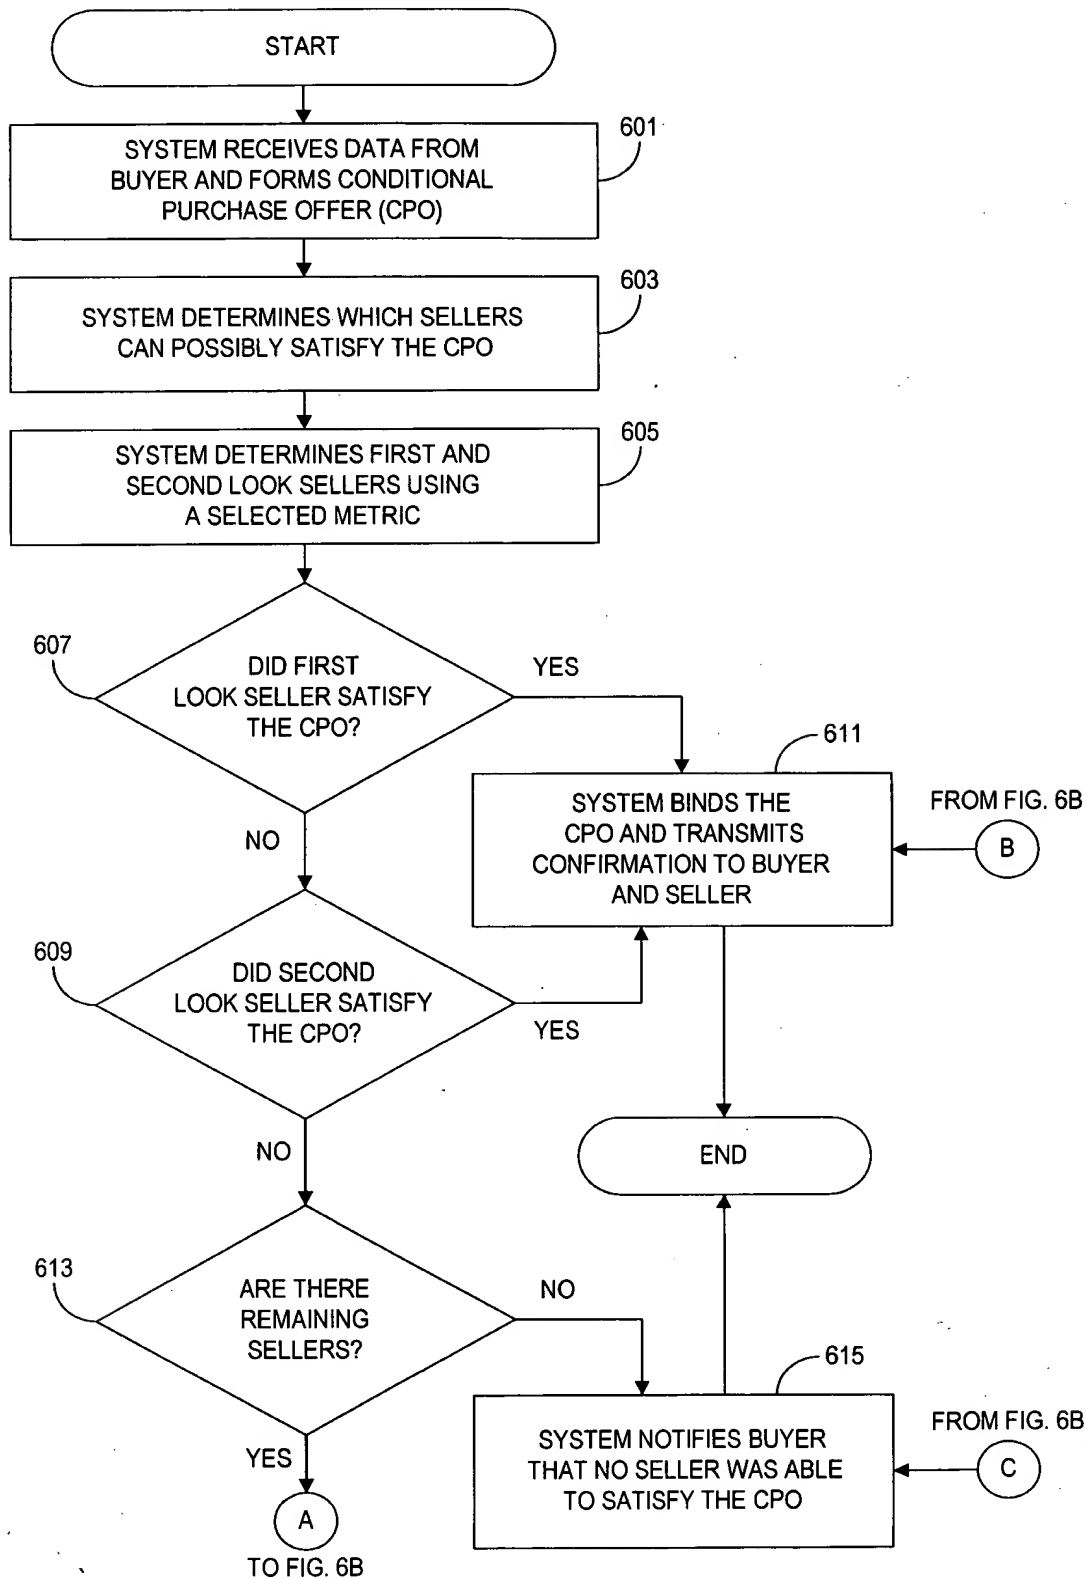 START
601
SYSTEM RECEIVES DATA FROM
BUYER AND FORMS CONDITIONAL
PURCHASE OFFER (CPO)
603
SYSTEM DETERMINES WHICH SELLERS
CAN POSSIBLY SATISFY THE CPO
605
SYSTEM DETERMINES FIRST AND
SECOND LOOK SELLERS USING
A SELECTED METRIC
607
DID FIRST
LOOK SELLER SATISFY
THE CPO?
YES
NO
611
SYSTEM BINDS THE
CPO AND TRANSMITS
CONFIRMATION TO BUYER
AND SELLER
FROM FIG. 6B
B
609
DID SECOND
LOOK SELLER SATISFY
THE CPO?
YES
NO
END
613
ARE THERE
REMAINING
SELLERS?
NO
YES
615
SYSTEM NOTIFIES BUYER
THAT NO SELLER WAS ABLE
TO SATISFY THE CPO
FROM FIG. 6B
C
A
TO FIG. 6B